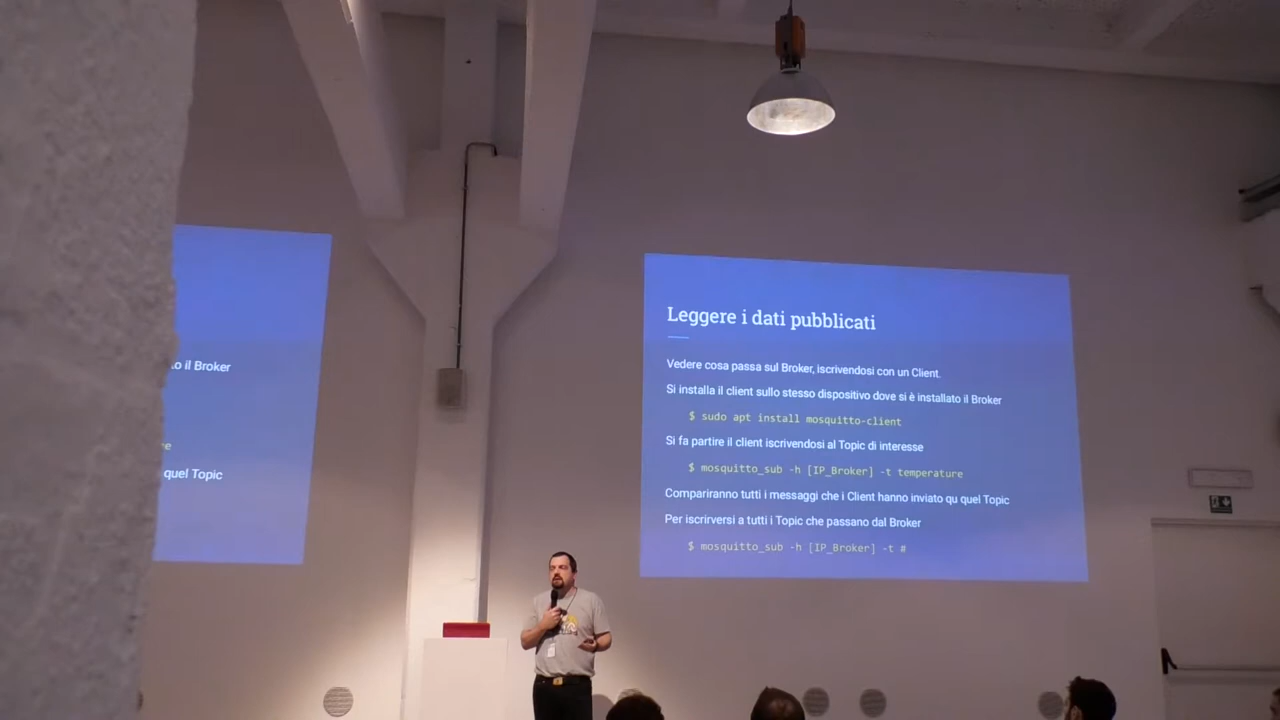 o il Broker
e
quel Topic
Leggere i dati pubblicati
Vedere cosa passa sul Broker, iscrivendosi con un Client.
Si installa il client sullo stesso dispositivo dove si è installato il Broker
$ sudo apt install mosquitto-client
Si fa partire il client iscrivendosi al Topic di interesse
$ mosquitto_sub -h [IP_Broker] -t temperature
Compariranno tutti i messaggi che i Client hanno inviato qu quel Topic
Per iscrirversi a tutti i Topic che passano dal Broker
$ mosquitto_sub -h [IP_Broker] -t #